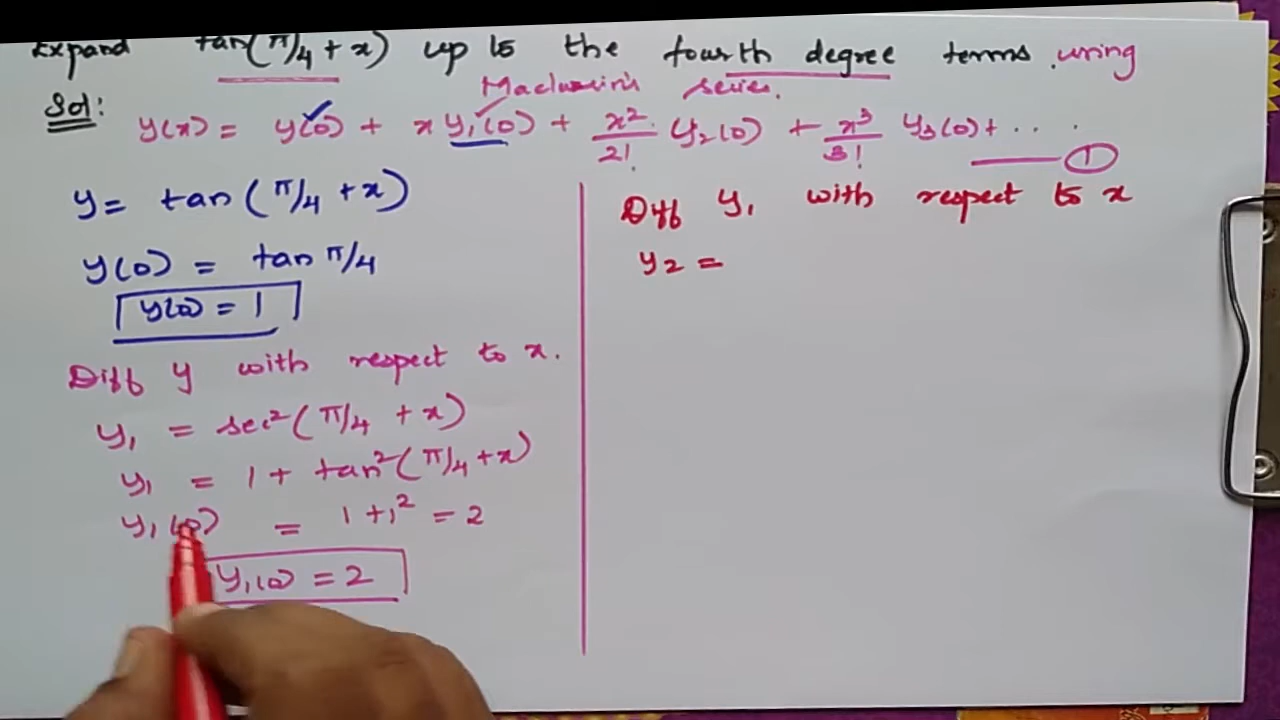 Expand tan(π/4 + x) up to the fourth degree terms using
Maclaurin's series.
Sol:
y(x) = y(0) + x y₁(0) + x²/2! y₂(0) + x³/3! y₃(0) + ...
①
y = tan(π/4 + x)
y(0) = tan π/4
y(0) = 1
Diff y with respect to x.
y₁ = sec²(π/4 + x)
y₁ = 1 + tan²(π/4 + x)
y₁(0) = 1 + 1² = 2
y₁(0) = 2
Diff y₁ with respect to x
y₂ =